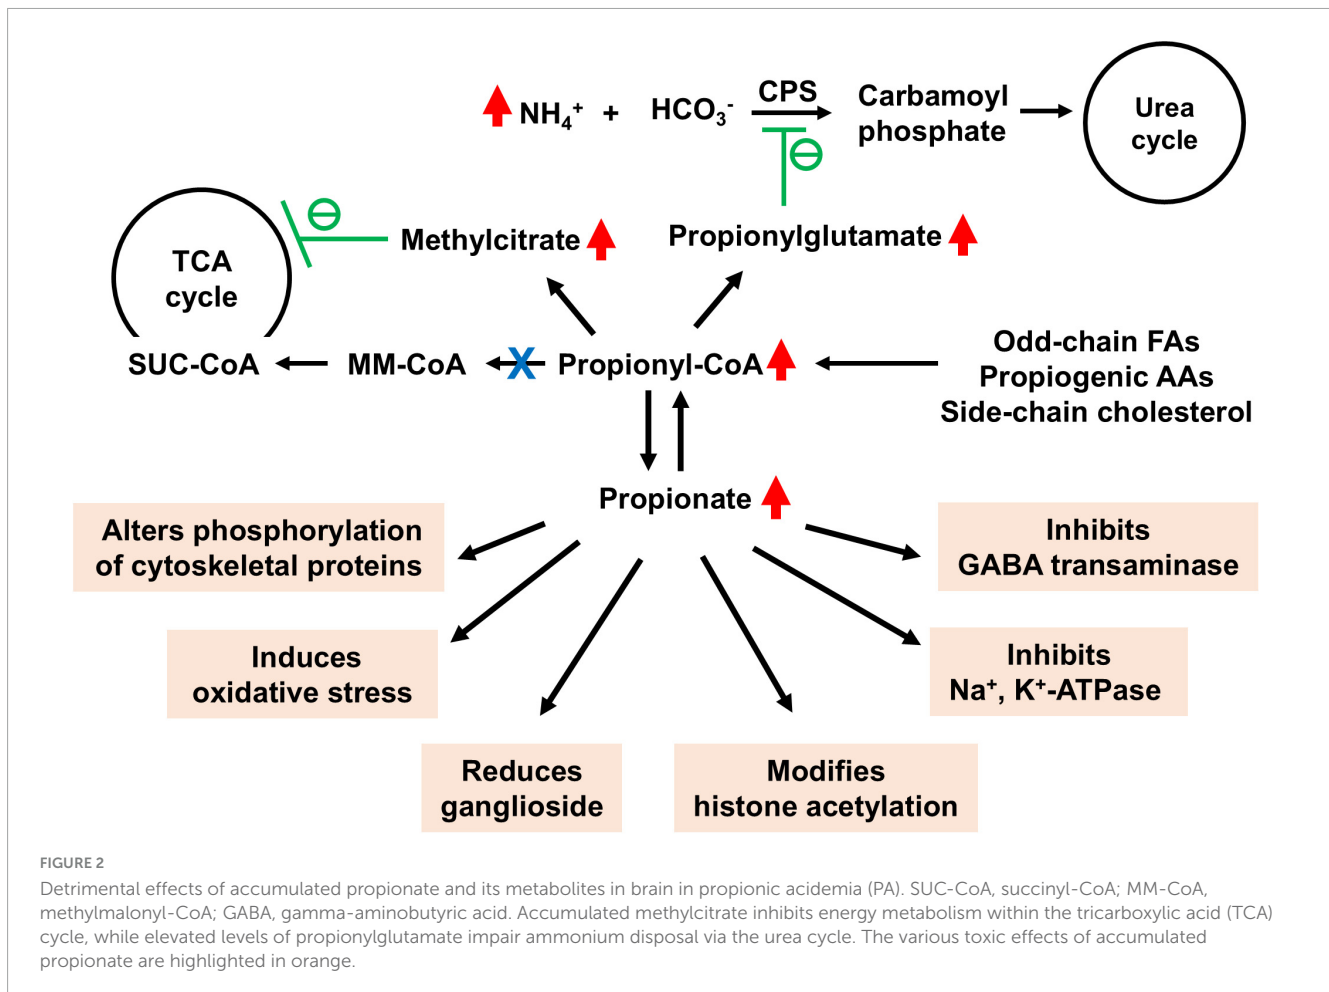 NH₄⁺ + HCO₃⁻ CPS Carbamoyl
phosphate
Urea
cycle
TCA
cycle
⊖
Methylcitrate
Propionylglutamate
⊖
SUC-CoA
MM-CoA
X
Propionyl-CoA
Odd-chain FAs
Propiogenic AAs
Side-chain cholesterol
Propionate
Alters phosphorylation
of cytoskeletal proteins
Inhibits
GABA transaminase
Induces
oxidative stress
Inhibits
Na⁺, K⁺-ATPase
Reduces
ganglioside
Modifies
histone acetylation
FIGURE 2
Detrimental effects of accumulated propionate and its metabolites in brain in propionic acidemia (PA). SUC-CoA, succinyl-CoA; MM-CoA,
methylmalonyl-CoA; GABA, gamma-aminobutyric acid. Accumulated methylcitrate inhibits energy metabolism within the tricarboxylic acid (TCA)
cycle, while elevated levels of propionylglutamate impair ammonium disposal via the urea cycle. The various toxic effects of accumulated
propionate are highlighted in orange.